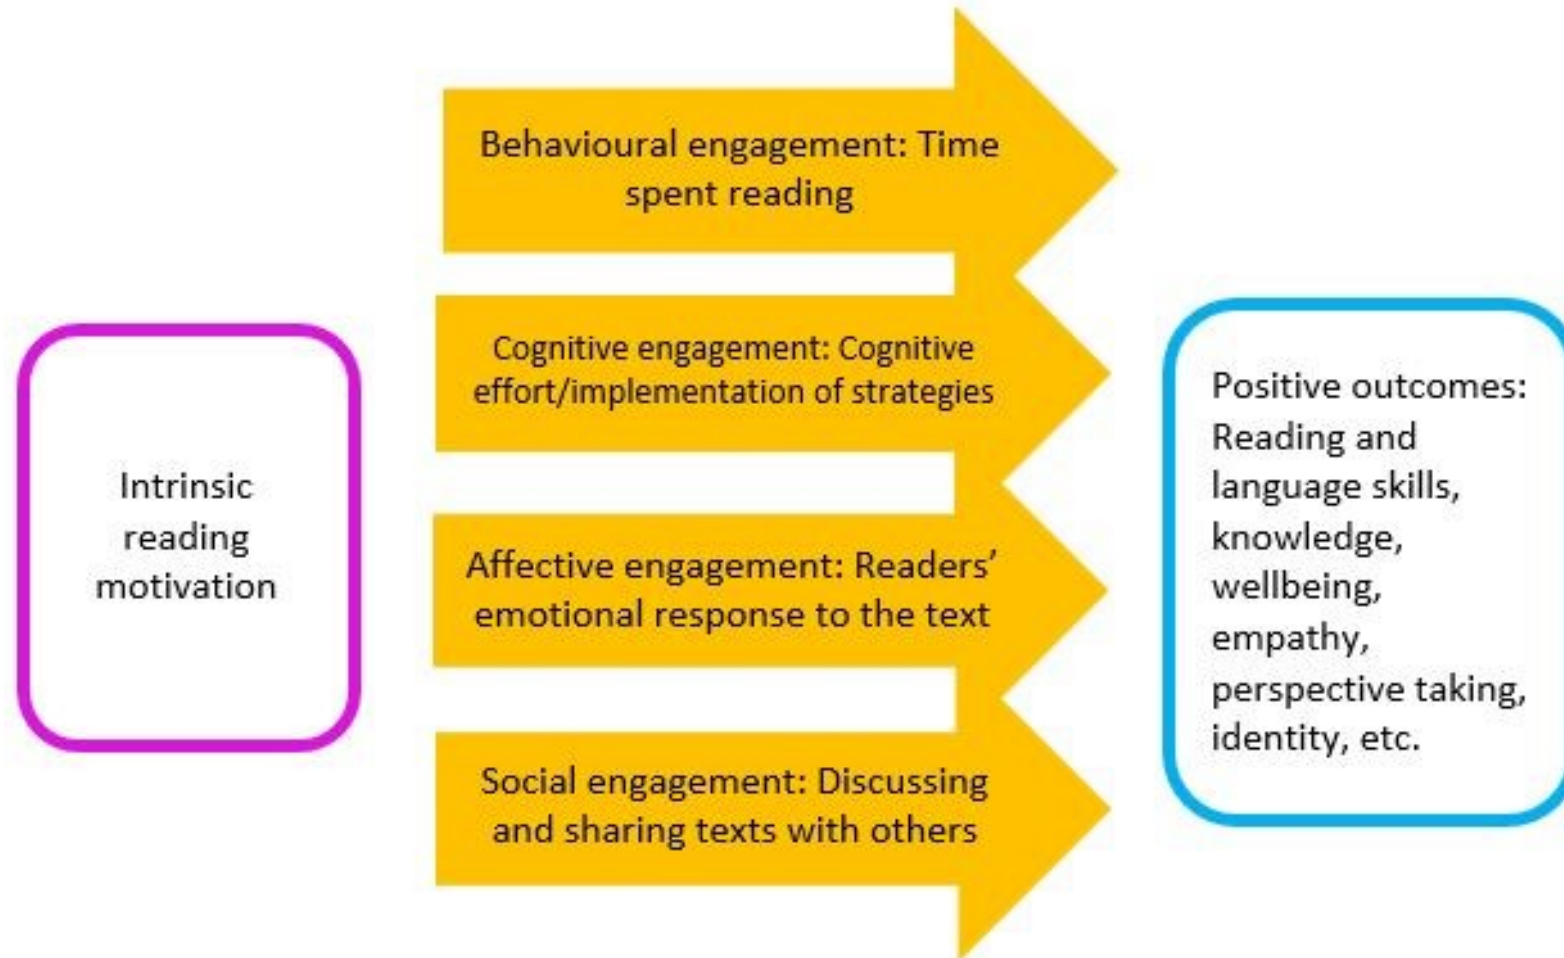 Intrinsic
reading
motivation
Behavioural engagement: Time
spent reading
Cognitive engagement: Cognitive
effort/implementation of strategies
Affective engagement: Readers’
emotional response to the text
Social engagement: Discussing
and sharing texts with others
Positive outcomes:
Reading and
language skills,
knowledge,
wellbeing,
empathy,
perspective taking,
identity, etc.